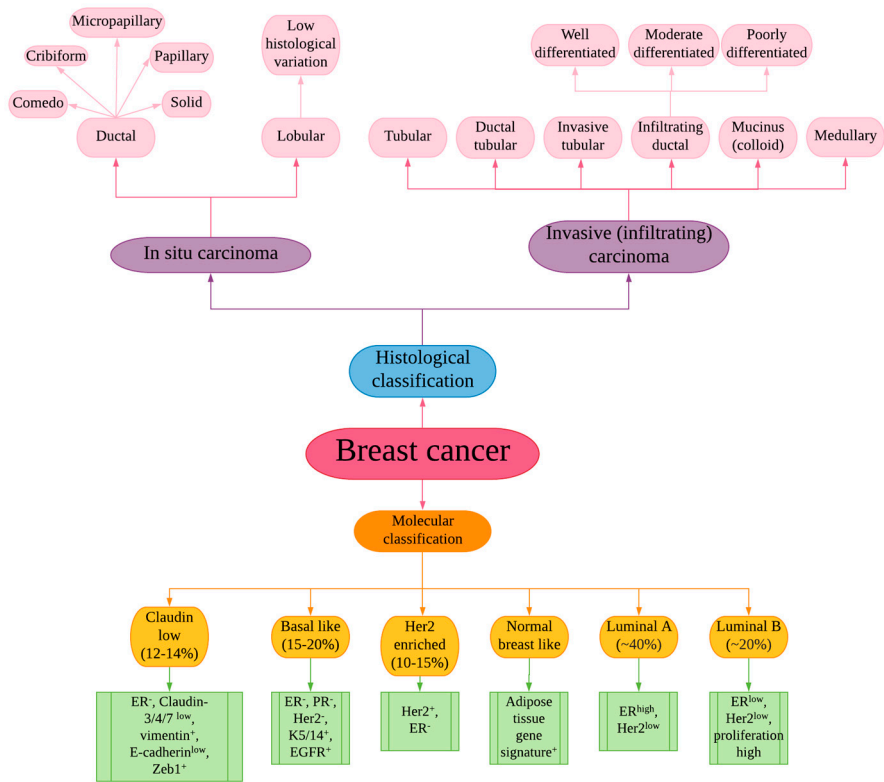 Micropapillary
Cribiform
Papillary
Comedo
Solid
Ductal
Low
histological
variation
Lobular
Well
differentiated
Moderate
differentiated
Poorly
differentiated
Tubular
Ductal
tubular
Invasive
tubular
Infiltrating
ductal
Mucinus
(colloid)
Medullary
In situ carcinoma
Invasive (infiltrating)
carcinoma
Histological
classification
Breast cancer
Molecular
classification
Claudin
low
(12-14%)
Basal like
(15-20%)
Her2
enriched
(10-15%)
Normal
breast like
Luminal A
(~40%)
Luminal B
(~20%)
ER⁻, Claudin-
3/4/7 ˡᵒʷ,
vimentin⁺,
E-cadherinˡᵒʷ,
Zeb1⁺
ER⁻, PR⁻,
Her2⁻,
K5/14⁺,
EGFR⁺
Her2⁺,
ER⁻
Adipose
tissue
gene
signature⁺
ERʰⁱᵍʰ,
Her2ˡᵒʷ
ERˡᵒʷ,
Her2ˡᵒʷ,
proliferation
high